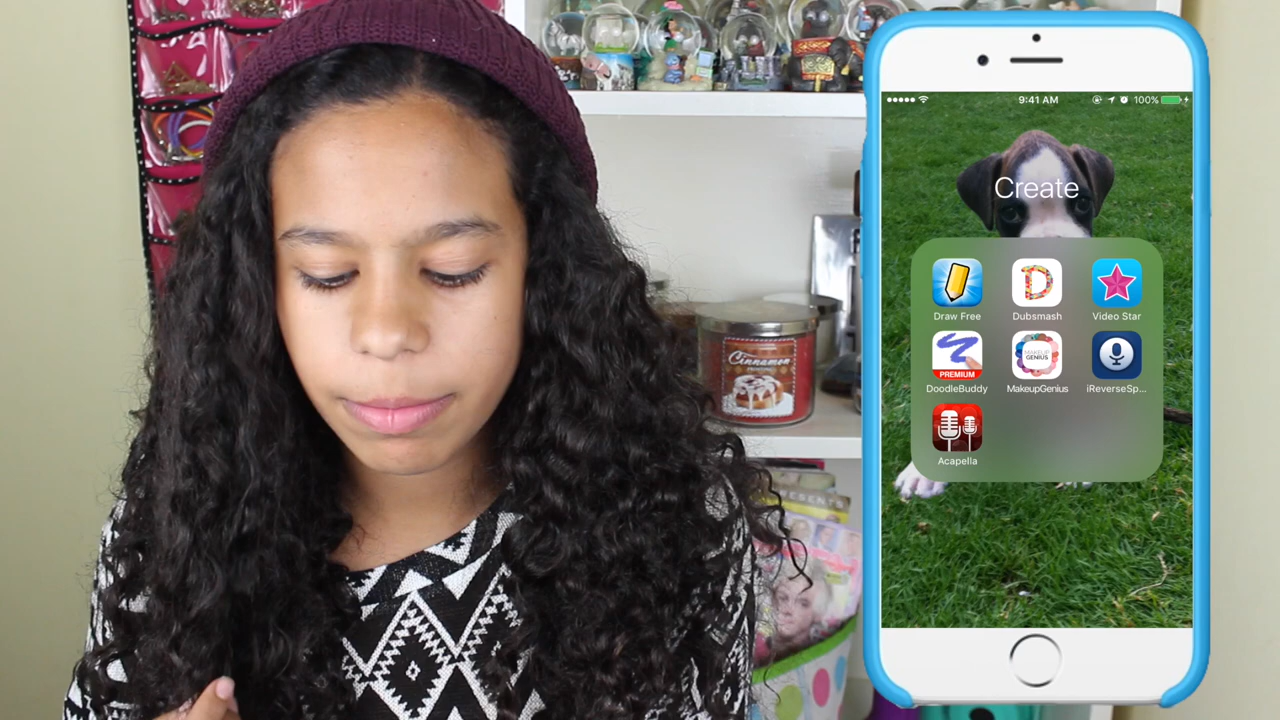 9:41 AM
100%
Create
Draw Free
Dubsmash
Video Star
PREMIUM
MAKEUP
GENIUS
DoodleBuddy
MakeupGenius
iReverseSp...
Acapella
Cinnamon